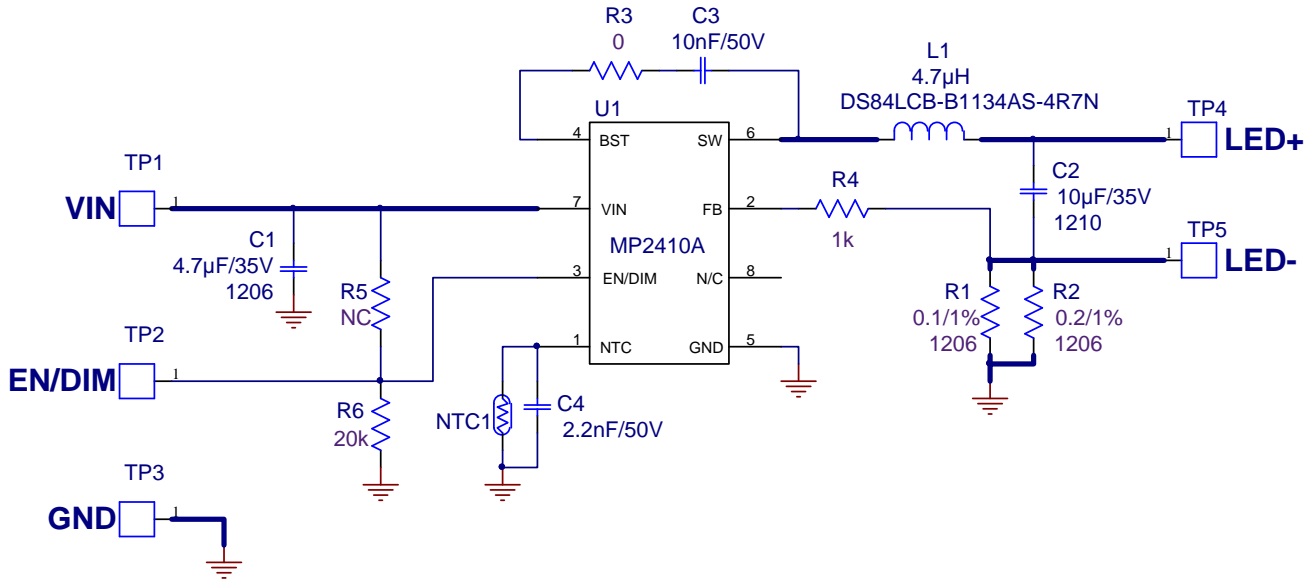 R3
0
C3
10nF/50V
L1
4.7µH
DS84LCB-B1134AS-4R7N
U1
4
BST
SW
6
TP4
1
LED+
TP1
VIN
1
7
VIN
FB
2
R4
1k
C2
10µF/35V
1210
MP2410A
C1
4.7µF/35V
1206
R5
NC
3
EN/DIM
N/C
8
TP5
1
LED-
R1
0.1/1%
1206
R2
0.2/1%
1206
TP2
EN/DIM
1
1
NTC
GND
5
R6
20k
NTC1
C4
2.2nF/50V
TP3
GND
1